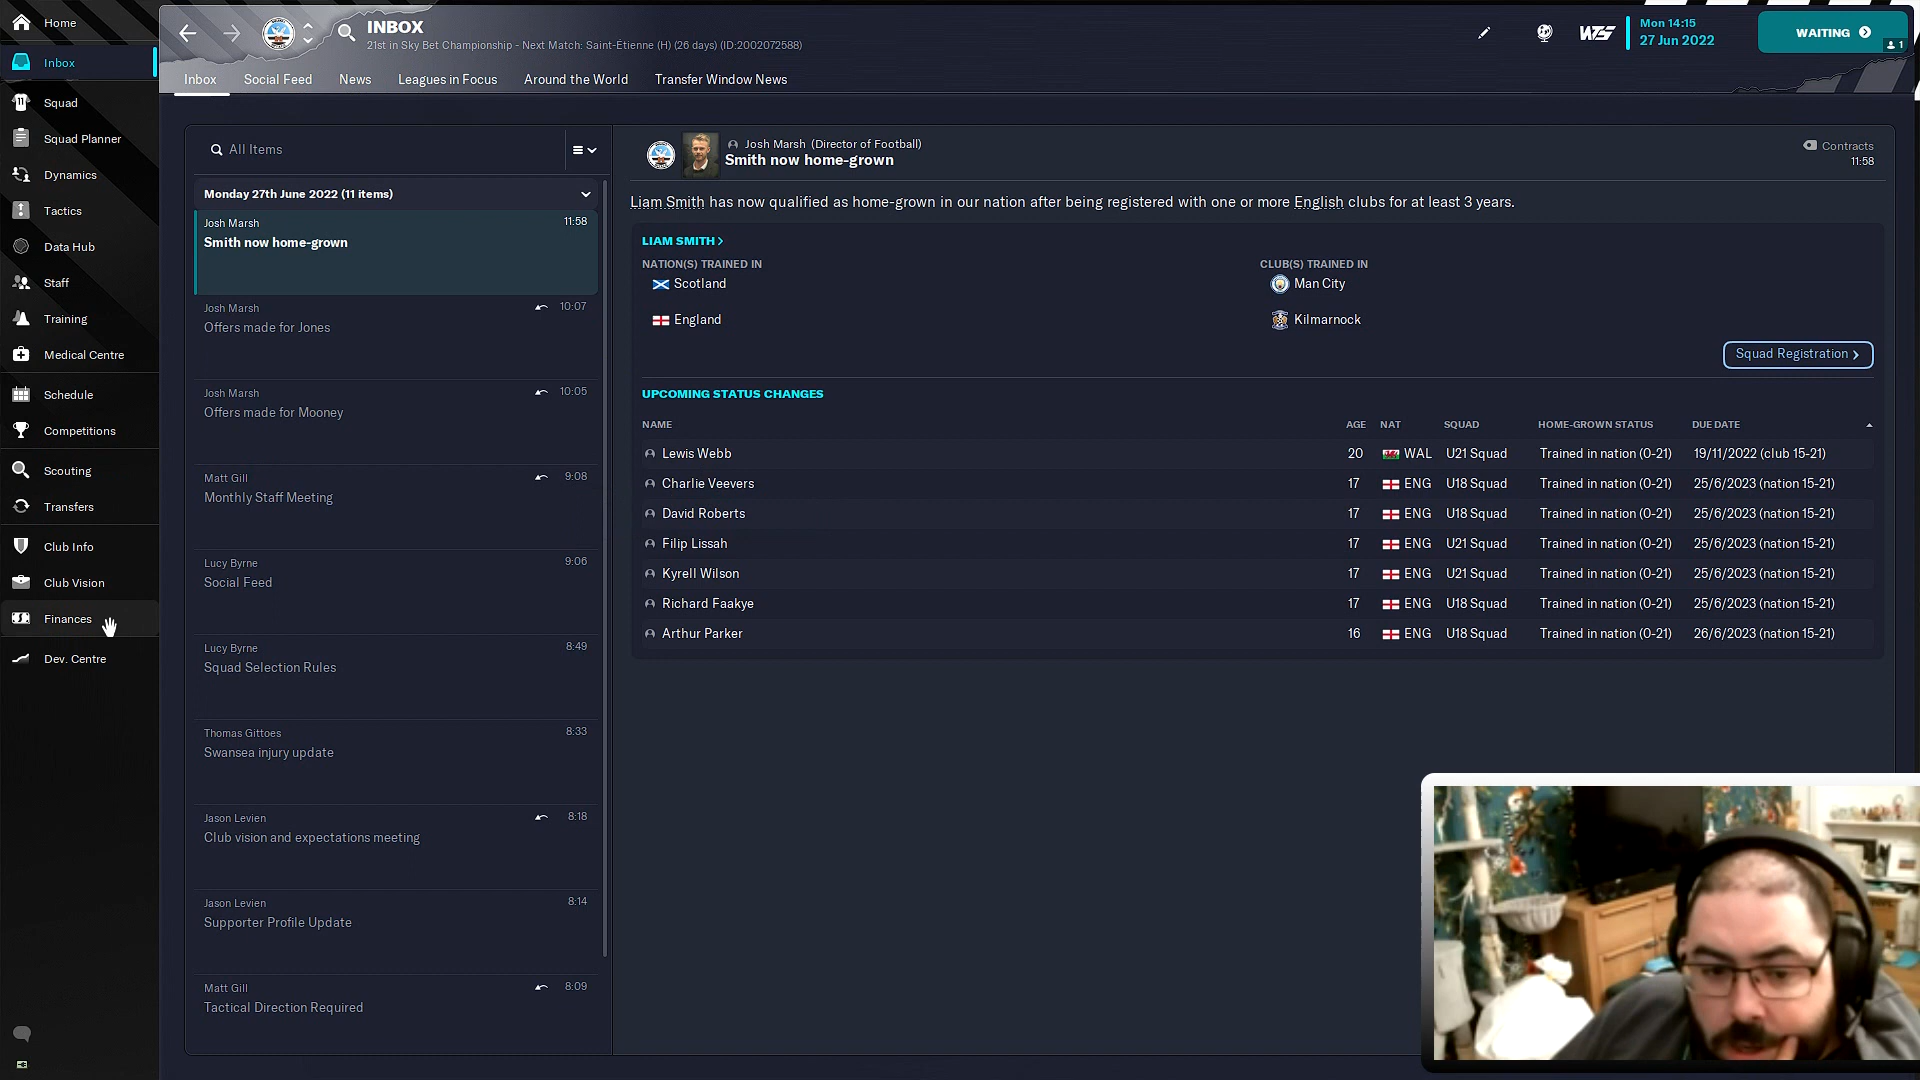 Home
Inbox
Squad
Squad Planner
Dynamics
Tactics
Data Hub
Staff
Training
Medical Centre
Schedule
Competitions
Scouting
Transfers
Club Info
Club Vision
Finances
Dev. Centre
INBOX
21st in Sky Bet Championship - Next Match: Saint-Étienne (H) (26 days) (ID:2002072588)
Mon 14:15
27 Jun 2022
WAITING
1
Inbox Social Feed News Leagues in Focus Around the World Transfer Window News
All Items
Monday 27th June 2022 (11 items)
Josh Marsh 11:58
Smith now home-grown
Josh Marsh 10:07
Offers made for Jones
Josh Marsh 10:05
Offers made for Mooney
Matt Gill 9:08
Monthly Staff Meeting
Lucy Byrne 9:06
Social Feed
Lucy Byrne 8:49
Squad Selection Rules
Thomas Gittoes 8:33
Swansea injury update
Jason Levien 8:18
Club vision and expectations meeting
Jason Levien 8:14
Supporter Profile Update
Matt Gill 8:09
Tactical Direction Required
Josh Marsh (Director of Football)
Smith now home-grown
Contracts
11:58
Liam Smith has now qualified as home-grown in our nation after being registered with one or more English clubs for at least 3 years.
LIAM SMITH >
NATION(S) TRAINED IN CLUB(S) TRAINED IN
Scotland Man City
England Kilmarnock
Squad Registration >
UPCOMING STATUS CHANGES
NAME AGE NAT SQUAD HOME-GROWN STATUS DUE DATE
Lewis Webb 20 WAL U21 Squad Trained in nation (0-21) 19/11/2022 (club 15-21)
Charlie Veevers 17 ENG U18 Squad Trained in nation (0-21) 25/6/2023 (nation 15-21)
David Roberts 17 ENG U18 Squad Trained in nation (0-21) 25/6/2023 (nation 15-21)
Filip Lissah 17 ENG U21 Squad Trained in nation (0-21) 25/6/2023 (nation 15-21)
Kyrell Wilson 17 ENG U21 Squad Trained in nation (0-21) 25/6/2023 (nation 15-21)
Richard Faakye 17 ENG U18 Squad Trained in nation (0-21) 25/6/2023 (nation 15-21)
Arthur Parker 16 ENG U18 Squad Trained in nation (0-21) 26/6/2023 (nation 15-21)